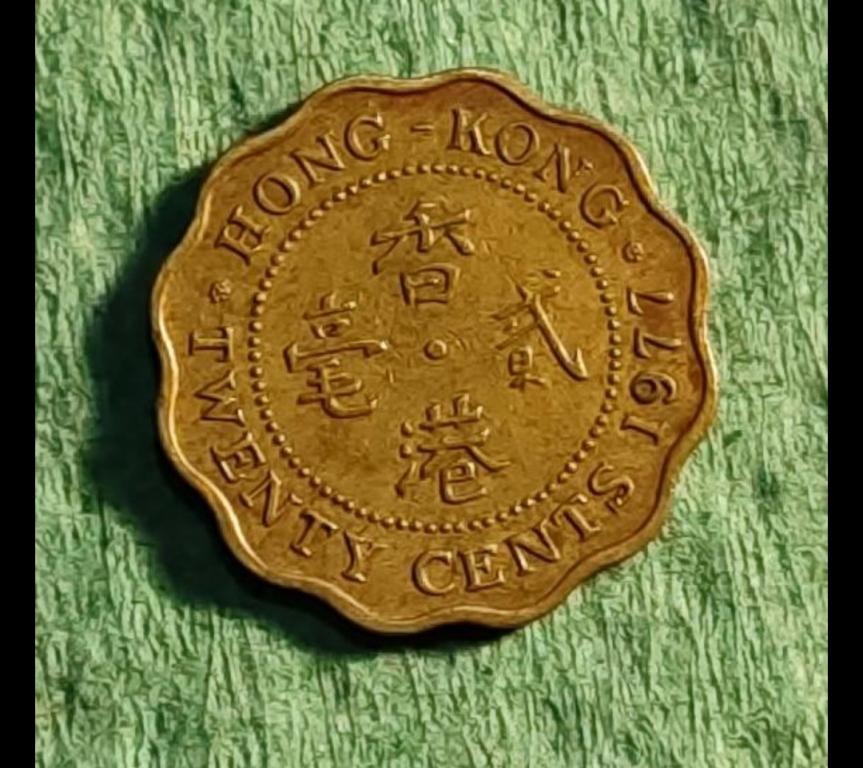 HONG-KONG
TWENTY CENTS 1977
香港
貳毫